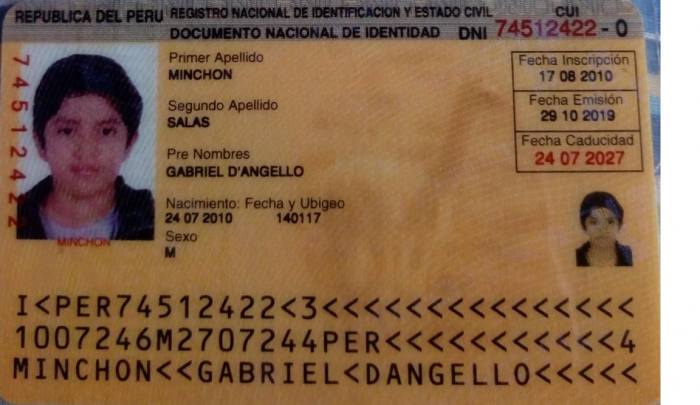 REPUBLICA DEL PERU REGISTRO NACIONAL DE IDENTIFICACION Y ESTADO CIVIL CUI
DOCUMENTO NACIONAL DE IDENTIDAD DNI 74512422 - 0
Primer Apellido
MINCHON
Segundo Apellido
SALAS
Pre Nombres
GABRIEL D'ANGELLO
Nacimiento: Fecha y Ubigeo
24 07 2010 140117
Sexo
M
Fecha Inscripción
17 08 2010
Fecha Emisión
29 10 2019
Fecha Caducidad
24 07 2027
74512422
MINCHON
I<PER74512422<3<<<<<<<<<<<<<<<
1007246M2707244PER<<<<<<<<<<<4
MINCHON<<GABRIEL<DANGELLO<<<<<